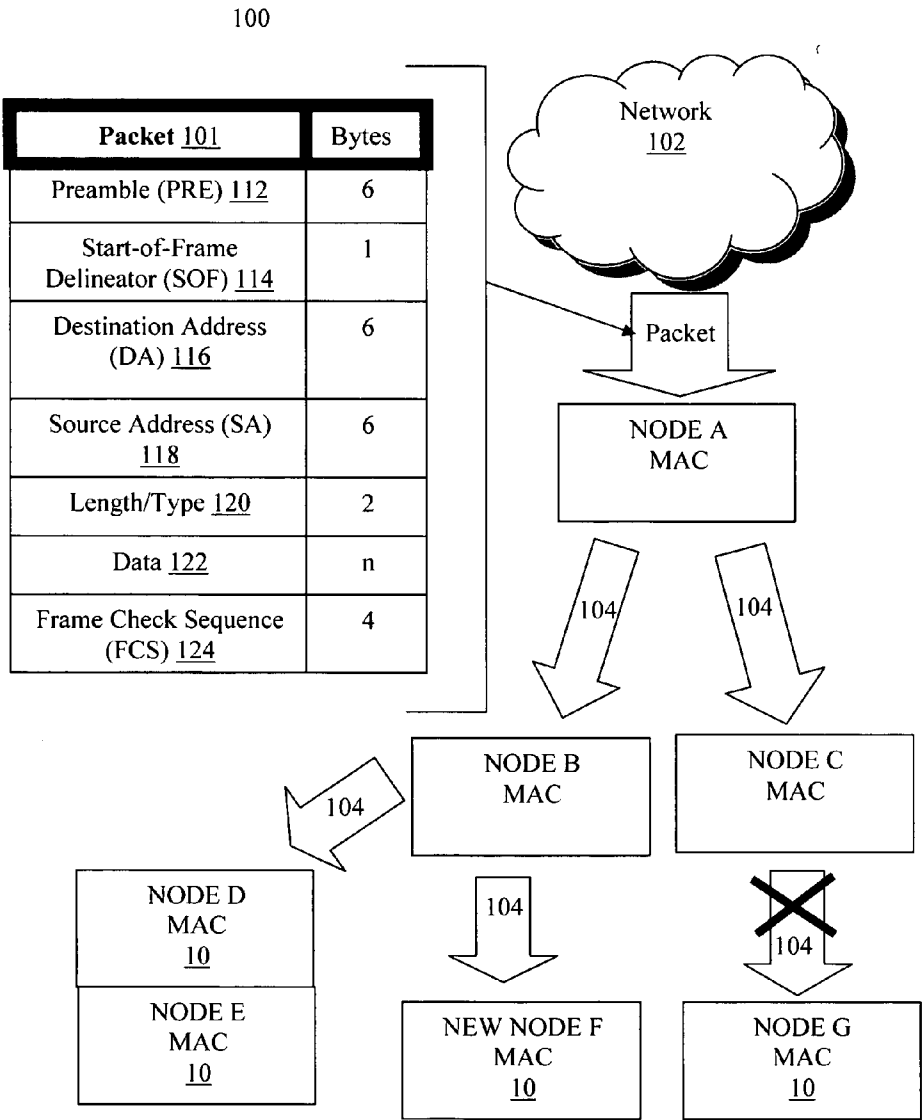 100
Packet 101 Bytes
Preamble (PRE) 112 6
Start-of-Frame
Delineator (SOF) 114 1
Destination Address
(DA) 116 6
Source Address (SA)
118 6
Length/Type 120 2
Data 122 n
Frame Check Sequence
(FCS) 124 4
Network
102
Packet
NODE A
MAC
104
104
NODE B
MAC
NODE C
MAC
104
104
104
NODE D
MAC
10
NODE E
MAC
10
NEW NODE F
MAC
10
NODE G
MAC
10